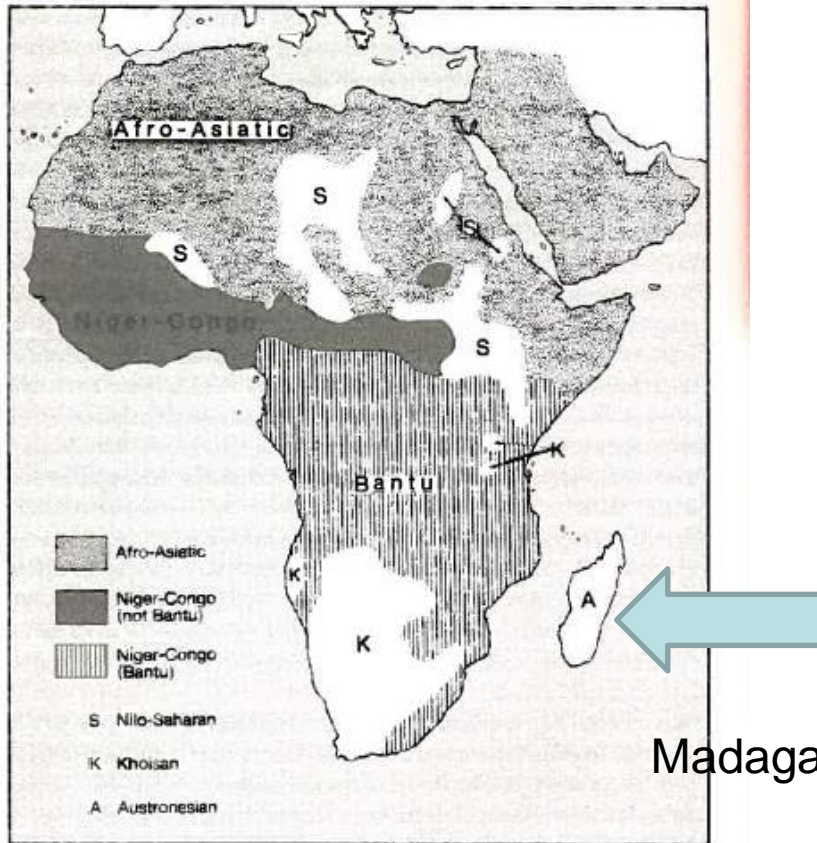 Afro-Asiatic
S
S
S
Niger-Congo
S
K
Bantu
K
A
K
Afro-Asiatic
Niger-Congo
(not Bantu)
Niger-Congo
(Bantu)
S Nilo-Saharan
K Khoisan
A Austronesian
Madaga